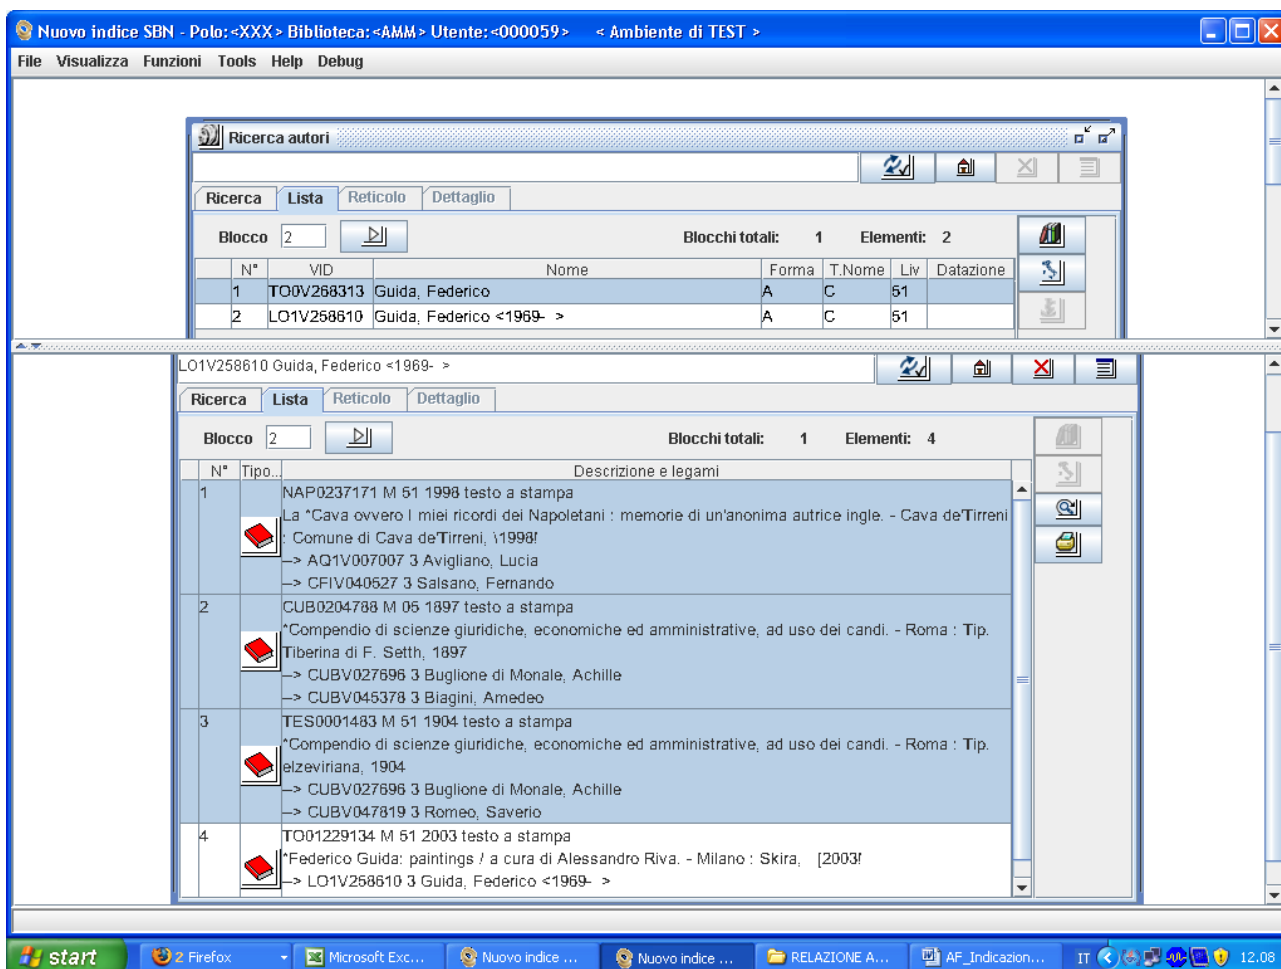 Nuovo indice SBN - Polo:<XXX> Biblioteca:<AMM> Utente:<000059> < Ambiente di TEST >
File Visualizza Funzioni Tools Help Debug
Ricerca autori
Ricerca Lista Reticolo Dettaglio
Blocco 2 Blocchi totali: 1 Elementi: 2
N° VID Nome Forma T.Nome Liv Datazione
1 TO0V268313 Guida, Federico A C 51
2 LO1V258610 Guida, Federico <1969- > A C 51
LO1V258610 Guida, Federico <1969- >
Ricerca Lista Reticolo Dettaglio
Blocco 2 Blocchi totali: 1 Elementi: 4
N° Tipo... Descrizione e legami
1 NAP0237171 M 51 1998 testo a stampa
La *Cava ovvero I miei ricordi dei Napoletani : memorie di un'anonima autrice ingle. - Cava de'Tirreni
: Comune di Cava de'Tirreni, \1998!
--> AQ1V007007 3 Avigliano, Lucia
--> CFIV040527 3 Salsano, Fernando
2 CUB0204788 M 05 1897 testo a stampa
*Compendio di scienze giuridiche, economiche ed amministrative, ad uso dei candi. - Roma : Tip.
Tiberina di F. Setth, 1897
--> CUBV027696 3 Buglione di Monale, Achille
--> CUBV045378 3 Biagini, Amedeo
3 TES0001483 M 51 1904 testo a stampa
*Compendio di scienze giuridiche, economiche ed amministrative, ad uso dei candi. - Roma : Tip.
elzeviriana, 1904
--> CUBV027696 3 Buglione di Monale, Achille
--> CUBV047819 3 Romeo, Saverio
4 TO01229134 M 51 2003 testo a stampa
*Federico Guida: paintings / a cura di Alessandro Riva. - Milano : Skira, [2003!
--> LO1V258610 3 Guida, Federico <1969- >
start 2 Firefox Microsoft Exc... Nuovo indice ... Nuovo indice ... RELAZIONE A... AF_Indicazion... IT 12.08